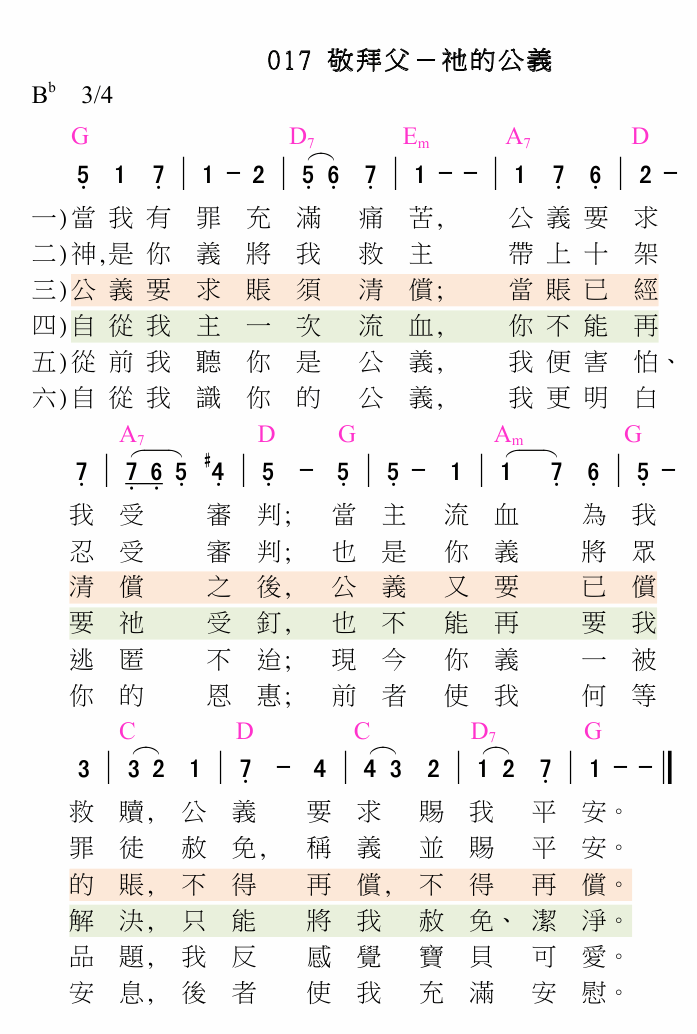 017 敬拜父－祂的公義
Bb 3/4
G D7 Em A7 D
5 1 7 | 1 - 2 | 5 6 7 | 1 - - | 1 7 6 | 2 -
一)當我有罪充滿痛苦, 公義要求
二)神,是你義將我救主 帶上十架
三)公義要求賬須清償; 當賬已經
四)自從我主一次流血, 你不能再
五)從前我聽你是公義, 我便害怕、
六)自從我識你的公義, 我更明白
A7 D G Am G
7 | 7 6 5 #4 | 5 - 5 | 5 - 1 | 1 7 6 | 5 -
我受審判; 當主流血為我
忍受審判; 也是你義將眾
清償之後, 公義又要已償
要祂受釘, 也不能再要我
逃匿不迨; 現今你義一被
你的恩惠; 前者使我何等
C D C D7 G
3 | 3 2 1 | 7 - 4 | 4 3 2 | 1 2 7 | 1 - - ||
救贖, 公義要求賜我平安。
罪徒赦免, 稱義並賜平安。
的賬, 不得再償, 不得再償。
解決, 只能將我赦免、潔淨。
品題, 我反感覺寶貝可愛。
安息, 後者使我充滿安慰。